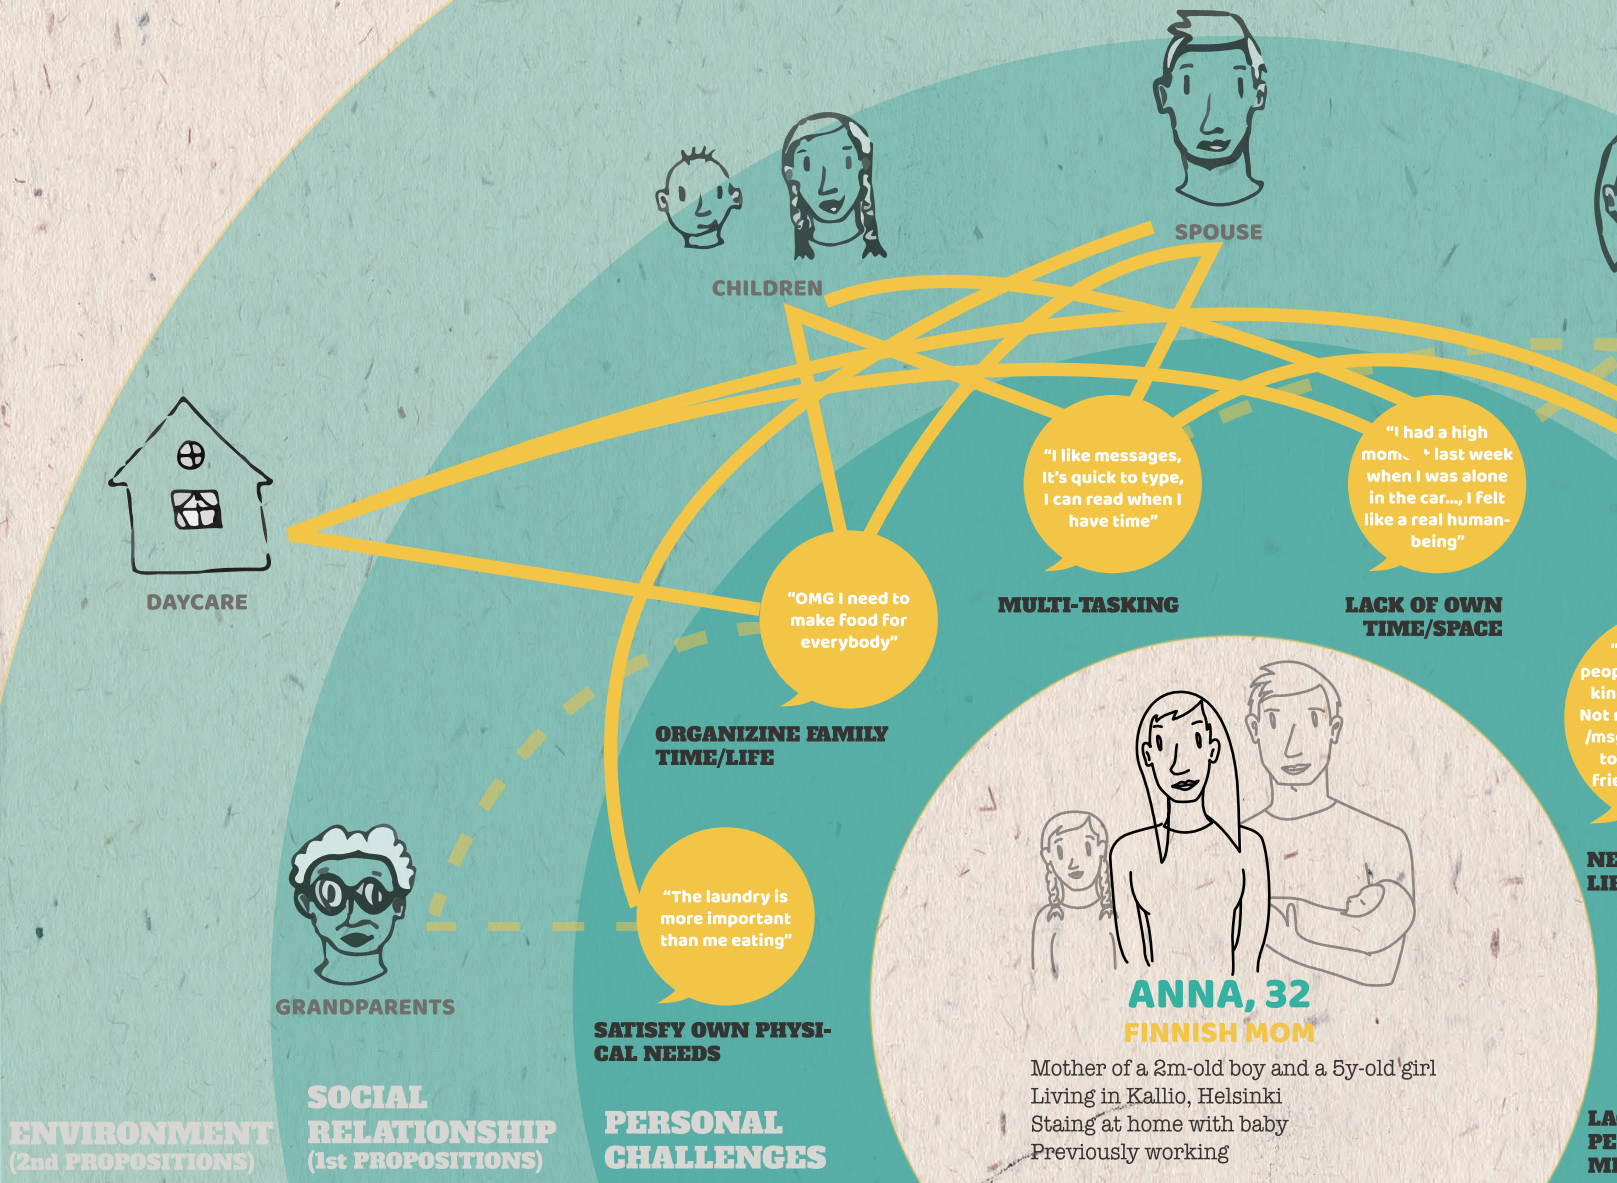 SPOUSE
CHILDREN
DAYCARE
GRANDPARENTS
“I like messages,
It’s quick to type,
I can read when I
have time”
MULTI-TASKING
“I had a high
last week
when I was alone
in the car..., I felt
like a real human-
being”
LACK OF OWN
TIME/SPACE
“OMG I need to
make food for
everybody”
ORGANIZINE FAMILY
TIME/LIFE
“The laundry is
more important
than me eating”
SATISFY OWN PHYSI-
CAL NEEDS
Not
to
ANNA, 32
FINNISH MOM
Mother of a 2m-old boy and a 5y-old girl
Living in Kallio, Helsinki
Staing at home with baby
Previously working
ENVIRONMENT
(2nd PROPOSITIONS)
SOCIAL
RELATIONSHIP
(1st PROPOSITIONS)
PERSONAL
CHALLENGES